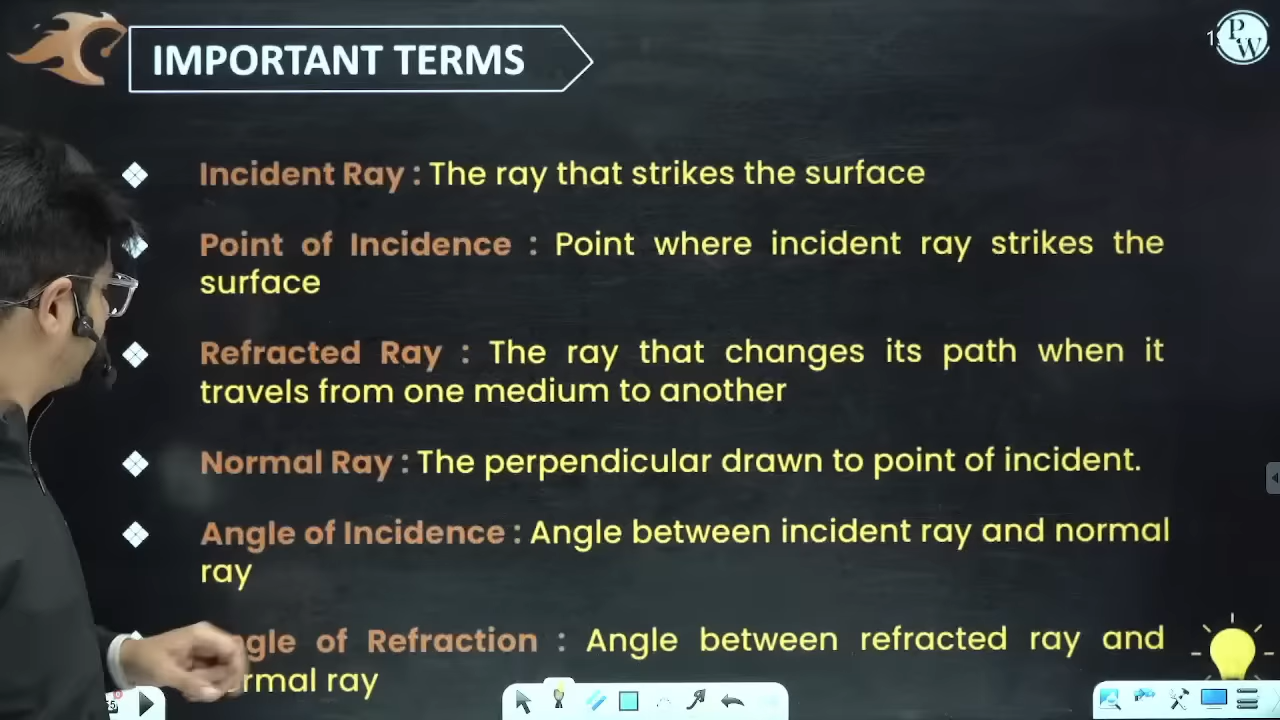 IMPORTANT TERMS
PW
Incident Ray : The ray that strikes the surface
Point of Incidence : Point where incident ray strikes the
surface
Refracted Ray : The ray that changes its path when it
travels from one medium to another
Normal Ray : The perpendicular drawn to point of incident.
Angle of Incidence : Angle between incident ray and normal
ray
of Refraction : Angle between refracted ray and
ray